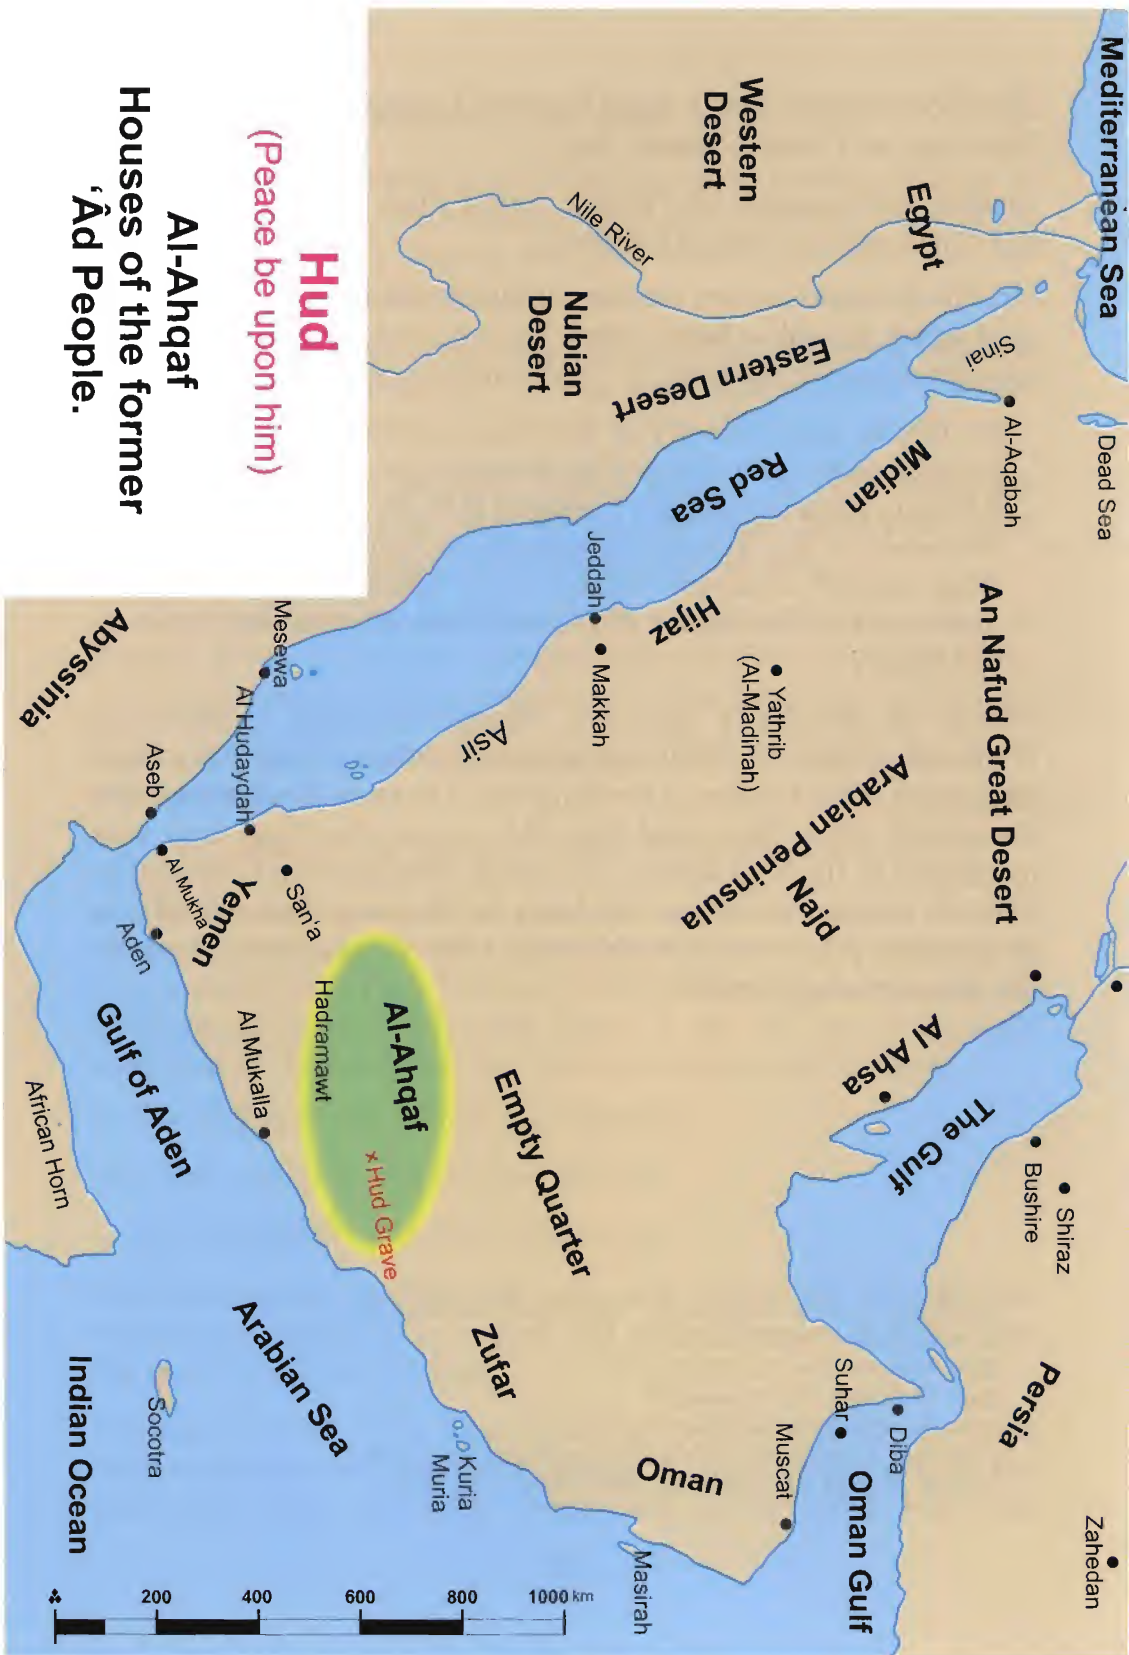 Mediterranean Sea
Dead Sea
Zahedan
Sinai
Al-Aqabah
Egypt
Western
Desert
Nile River
Eastern Desert
Nubian
Desert
Midian
Red Sea
Hijaz
An Nafud Great Desert
Yathrib
(Al-Madinah)
Arabian Peninsula
Najd
Jeddah
Makkah
Asir
Al Ahsa
The Gulf
Bushire
Shiraz
Persia
Suhar
Diba
Oman Gulf
Muscat
Oman
Masirah
Empty Quarter
Zufar
Kuria
Muria
Al-Ahqaf
x Hud Grave
Hadramawt
San'a
Yemen
Al Hudaydah
Mesewa
Al Mukha
Aseb
Aden
Al Mukalla
Gulf of Aden
Abyssinia
African Horn
Arabian Sea
Socotra
Indian Ocean
Hud
(Peace be upon him)
Al-Ahqaf
Houses of the former
‘Âd People.
200 400 600 800 1000 km